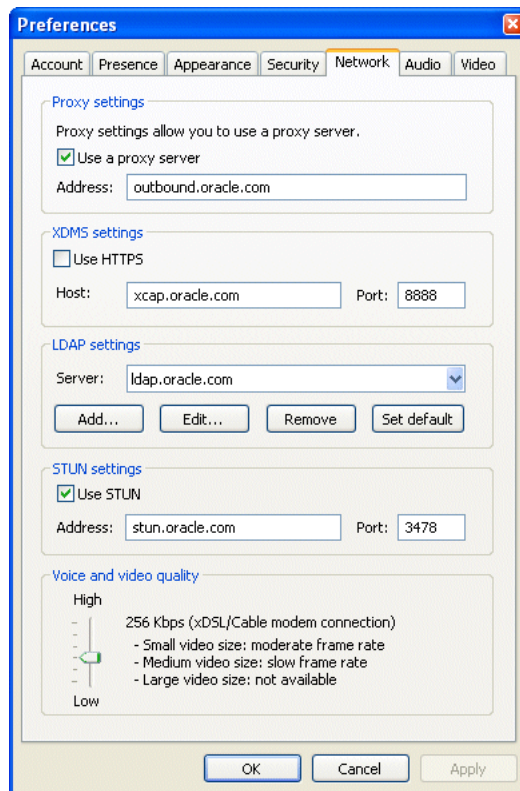 Preferences
Account Presence Appearance Security Network Audio Video
Proxy settings
Proxy settings allow you to use a proxy server.
Use a proxy server
Address: outbound.oracle.com
XDMS settings
Use HTTPS
Host: xcap.oracle.com Port: 8888
LDAP settings
Server: ldap.oracle.com
Add... Edit... Remove Set default
STUN settings
Use STUN
Address: stun.oracle.com Port: 3478
Voice and video quality
High
256 Kbps (xDSL/Cable modem connection)
- Small video size: moderate frame rate
- Medium video size: slow frame rate
- Large video size: not available
Low
OK Cancel Apply